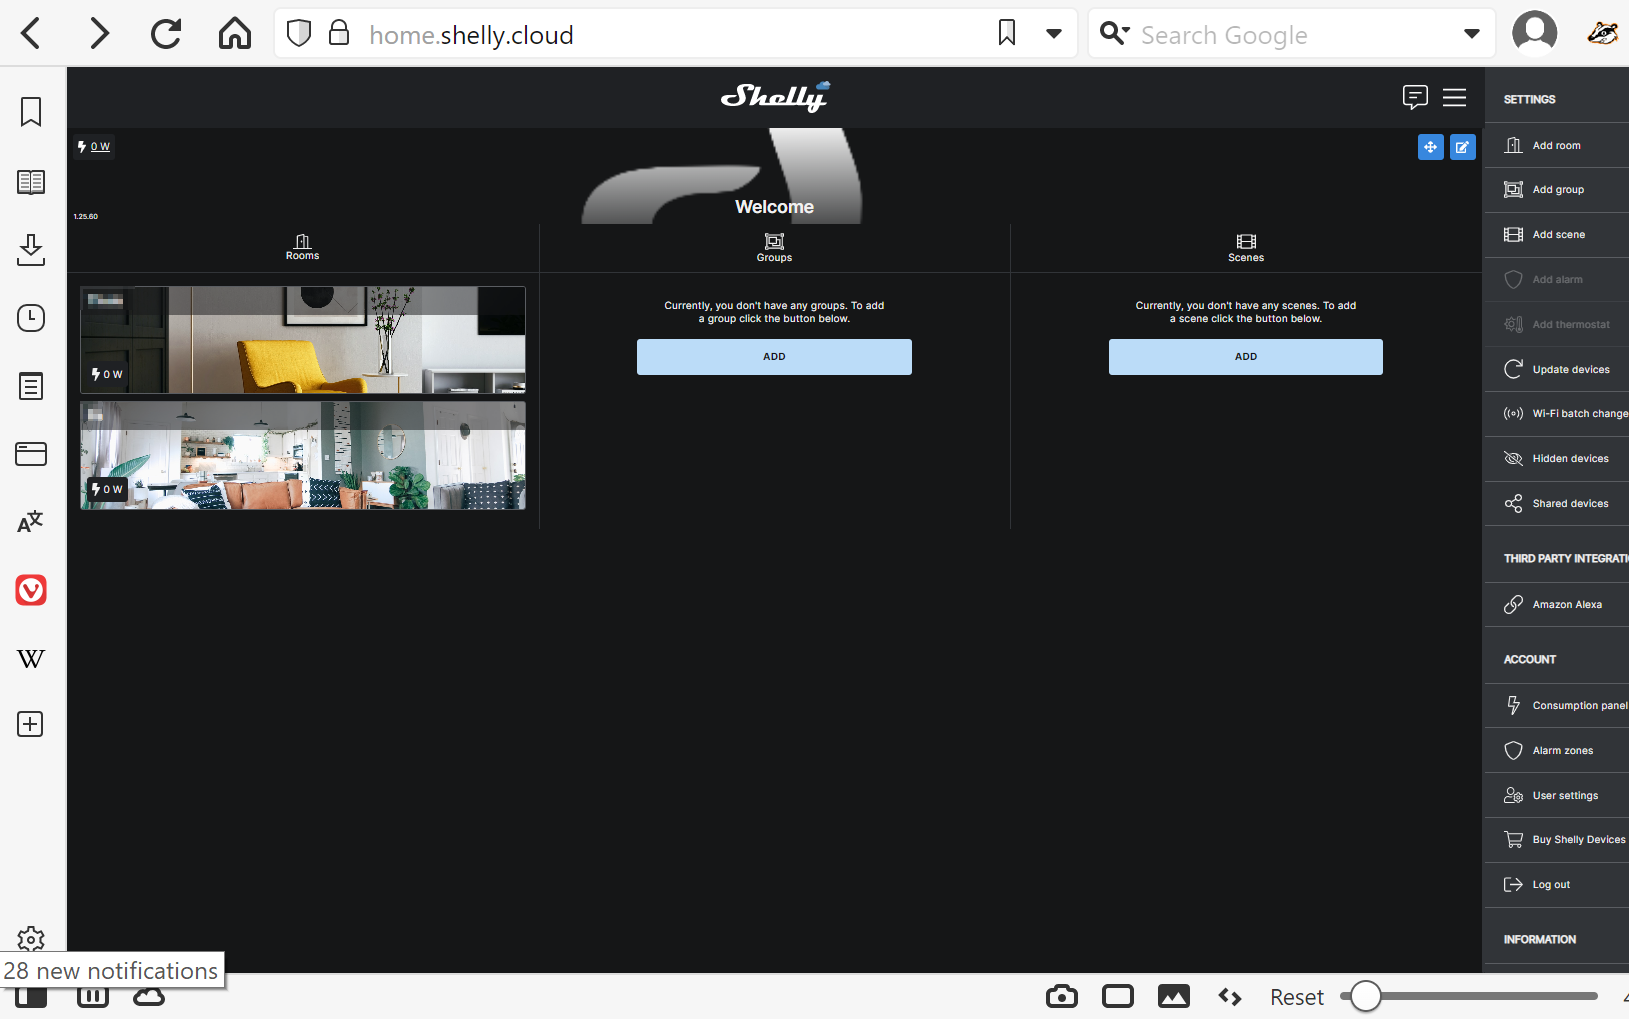 home.shelly.cloud
Search Google
Shelly
0 W
1.25.60
Welcome
Rooms
Groups
Scenes
0 W
0 W
Currently, you don't have any groups. To add
a group click the button below.
ADD
Currently, you don't have any scenes. To add
a scene click the button below.
ADD
SETTINGS
Add room
Add group
Add scene
Add alarm
Add thermostat
Update devices
Wi-Fi batch change
Hidden devices
Shared devices
THIRD PARTY INTEGRATI
Amazon Alexa
ACCOUNT
Consumption panel
Alarm zones
User settings
Buy Shelly Devices
Log out
INFORMATION
28 new notifications
Reset